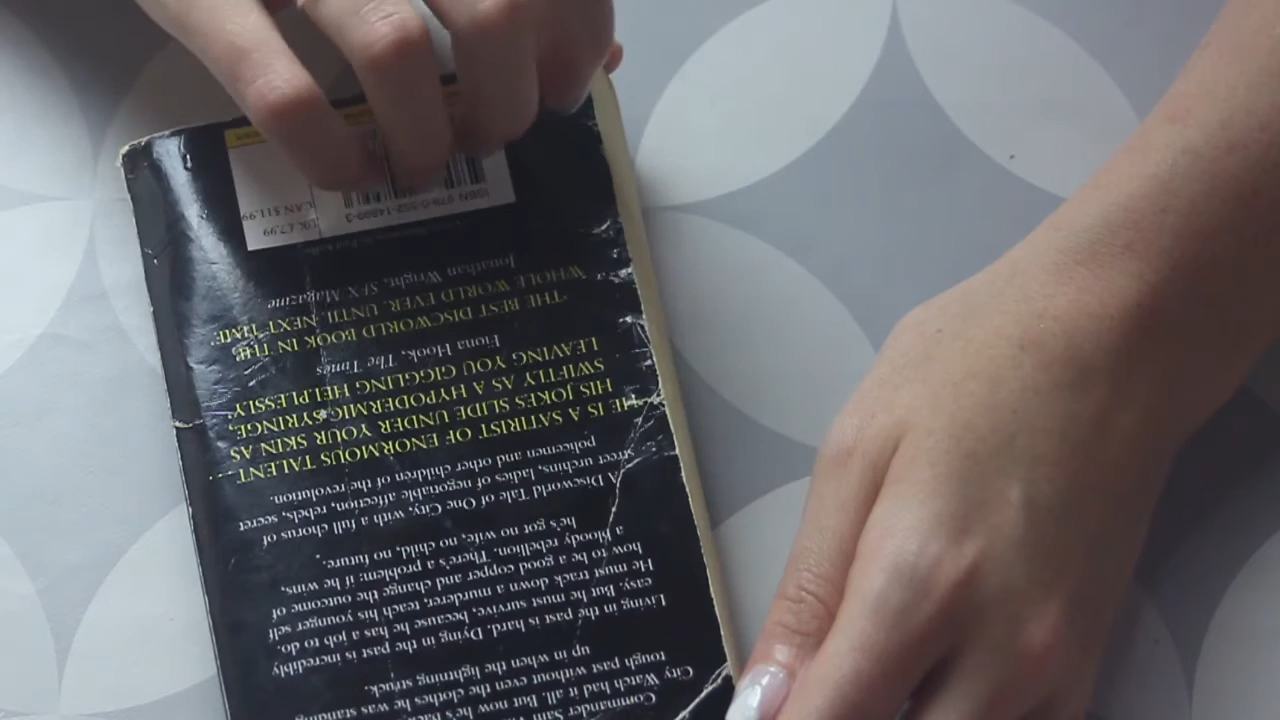 Commander Sam
City Watch had it all. But now he's back
tough past without even the clothes he was standing
up in when the lightning struck.
Living in the past is hard. Dying in the past is incredibly
easy. But he must survive, because he has a job to do.
He must track down a murderer, teach his younger self
how to be a good copper and change the outcome of
a bloody rebellion. There's a problem: if he wins,
he's got no wife, no child, no future.
A Discworld Tale of One City, with a full chorus of
street urchins, ladies of negotiable affection, rebels, secret
policemen and other children of the revolution.
'HE IS A SATIRIST OF ENORMOUS TALENT...
HIS JOKES SLIDE UNDER YOUR SKIN AS
SWIFTLY AS A HYPODERMIC SYRINGE,
LEAVING YOU GIGGLING HELPLESSLY'
Fiona Hook, The Times
'THE BEST DISCWORLD BOOK IN THE
WHOLE WORLD EVER. UNTIL NEXT TIME'
Jonathan Wright, SFX Magazine
UK £7.99
CAN $11.99
ISBN 978-0-552-14899-3